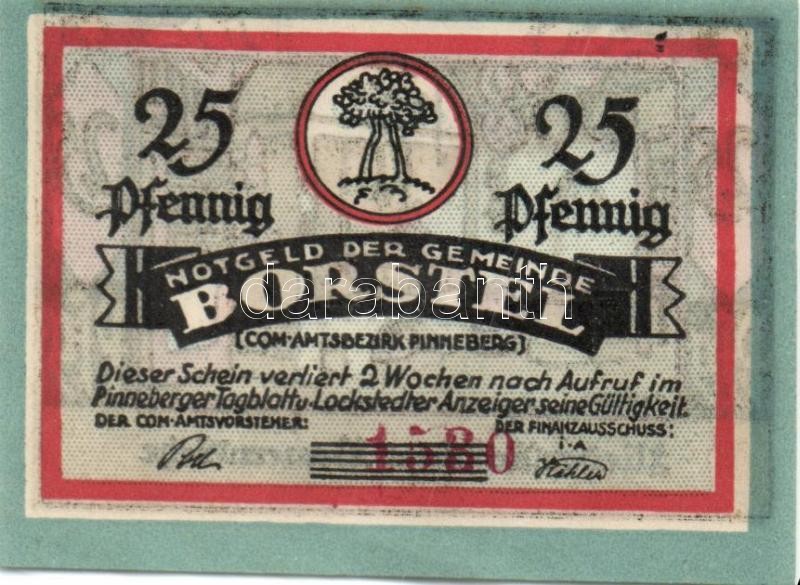 25 25
Pfennig Pfennig
NOTGELD DER GEMEINDE
BORSTEL
darabanth
(COM-AMTSBEZIRK PINNEBERG)
Dieser Schein verliert 2 Wochen nach Aufruf im
Pinneberger Tagblatt u. Lockstedter Anzeiger seine Gültigkeit.
DER COM-AMTSVORSTEHER: DER FINANZAUSSCHUSS:
i.A
1580